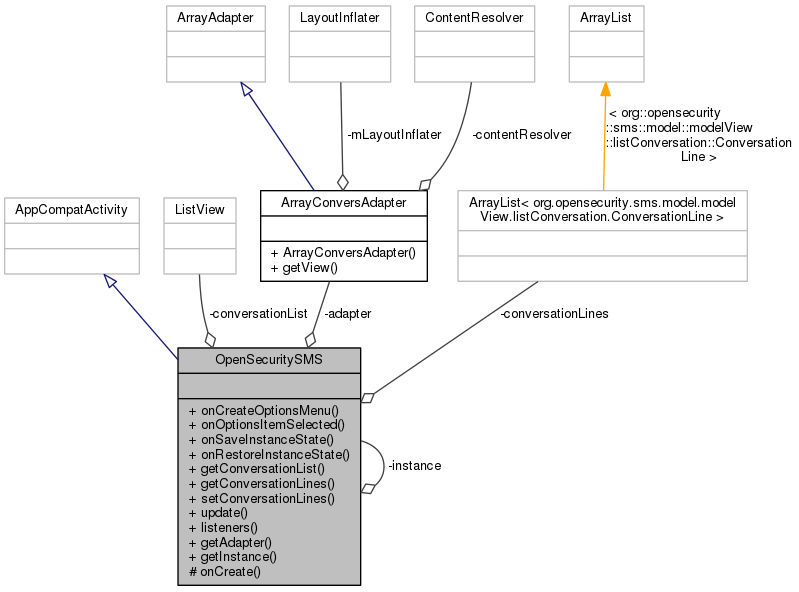 ArrayAdapter
LayoutInflater
ContentResolver
ArrayList
-mLayoutInflater
-contentResolver
< org::opensecurity
::sms::model::modelView
::listConversation::Conversation
Line >
AppCompatActivity
ListView
ArrayConversAdapter
+ ArrayConversAdapter()
+ getView()
ArrayList< org.opensecurity.sms.model.model
View.listConversation.ConversationLine >
-conversationList
-adapter
-conversationLines
OpenSecuritySMS
+ onCreateOptionsMenu()
+ onOptionsItemSelected()
+ onSaveInstanceState()
+ onRestoreInstanceState()
+ getConversationList()
+ getConversationLines()
+ setConversationLines()
+ update()
+ listeners()
+ getAdapter()
+ getInstance()
# onCreate()
-instance